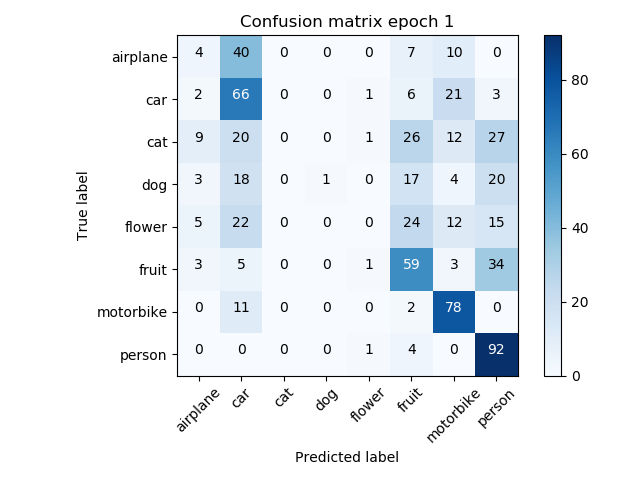 Confusion matrix epoch 1
airplane 4 40 0 0 0 7 10 0
car 2 66 0 0 1 6 21 3
cat 9 20 0 0 1 26 12 27
dog 3 18 0 1 0 17 4 20
flower 5 22 0 0 0 24 12 15
fruit 3 5 0 0 1 59 3 34
motorbike 0 11 0 0 0 2 78 0
person 0 0 0 0 1 4 0 92
airplane car cat dog flower fruit motorbike person
Predicted label
True label
80
60
40
20
0